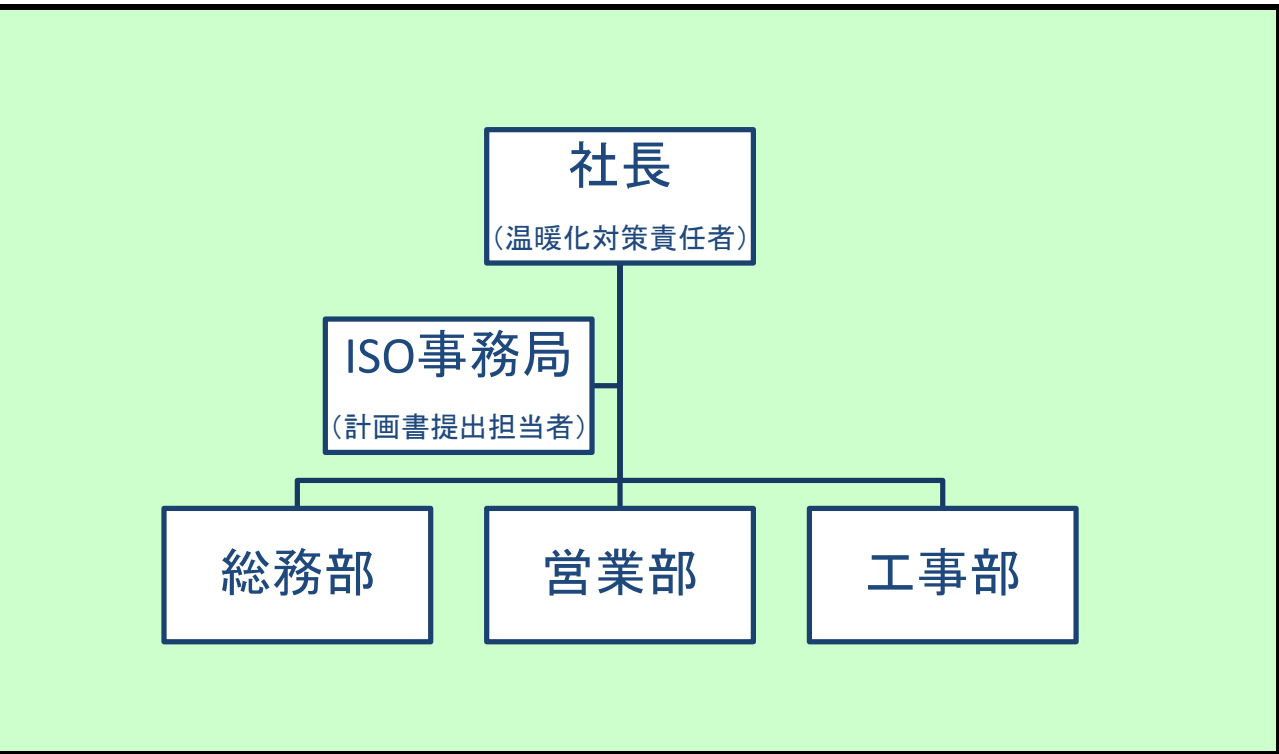 社長
（温暖化対策責任者）
ISO事務局
（計画書提出担当者）
総務部
営業部
工事部